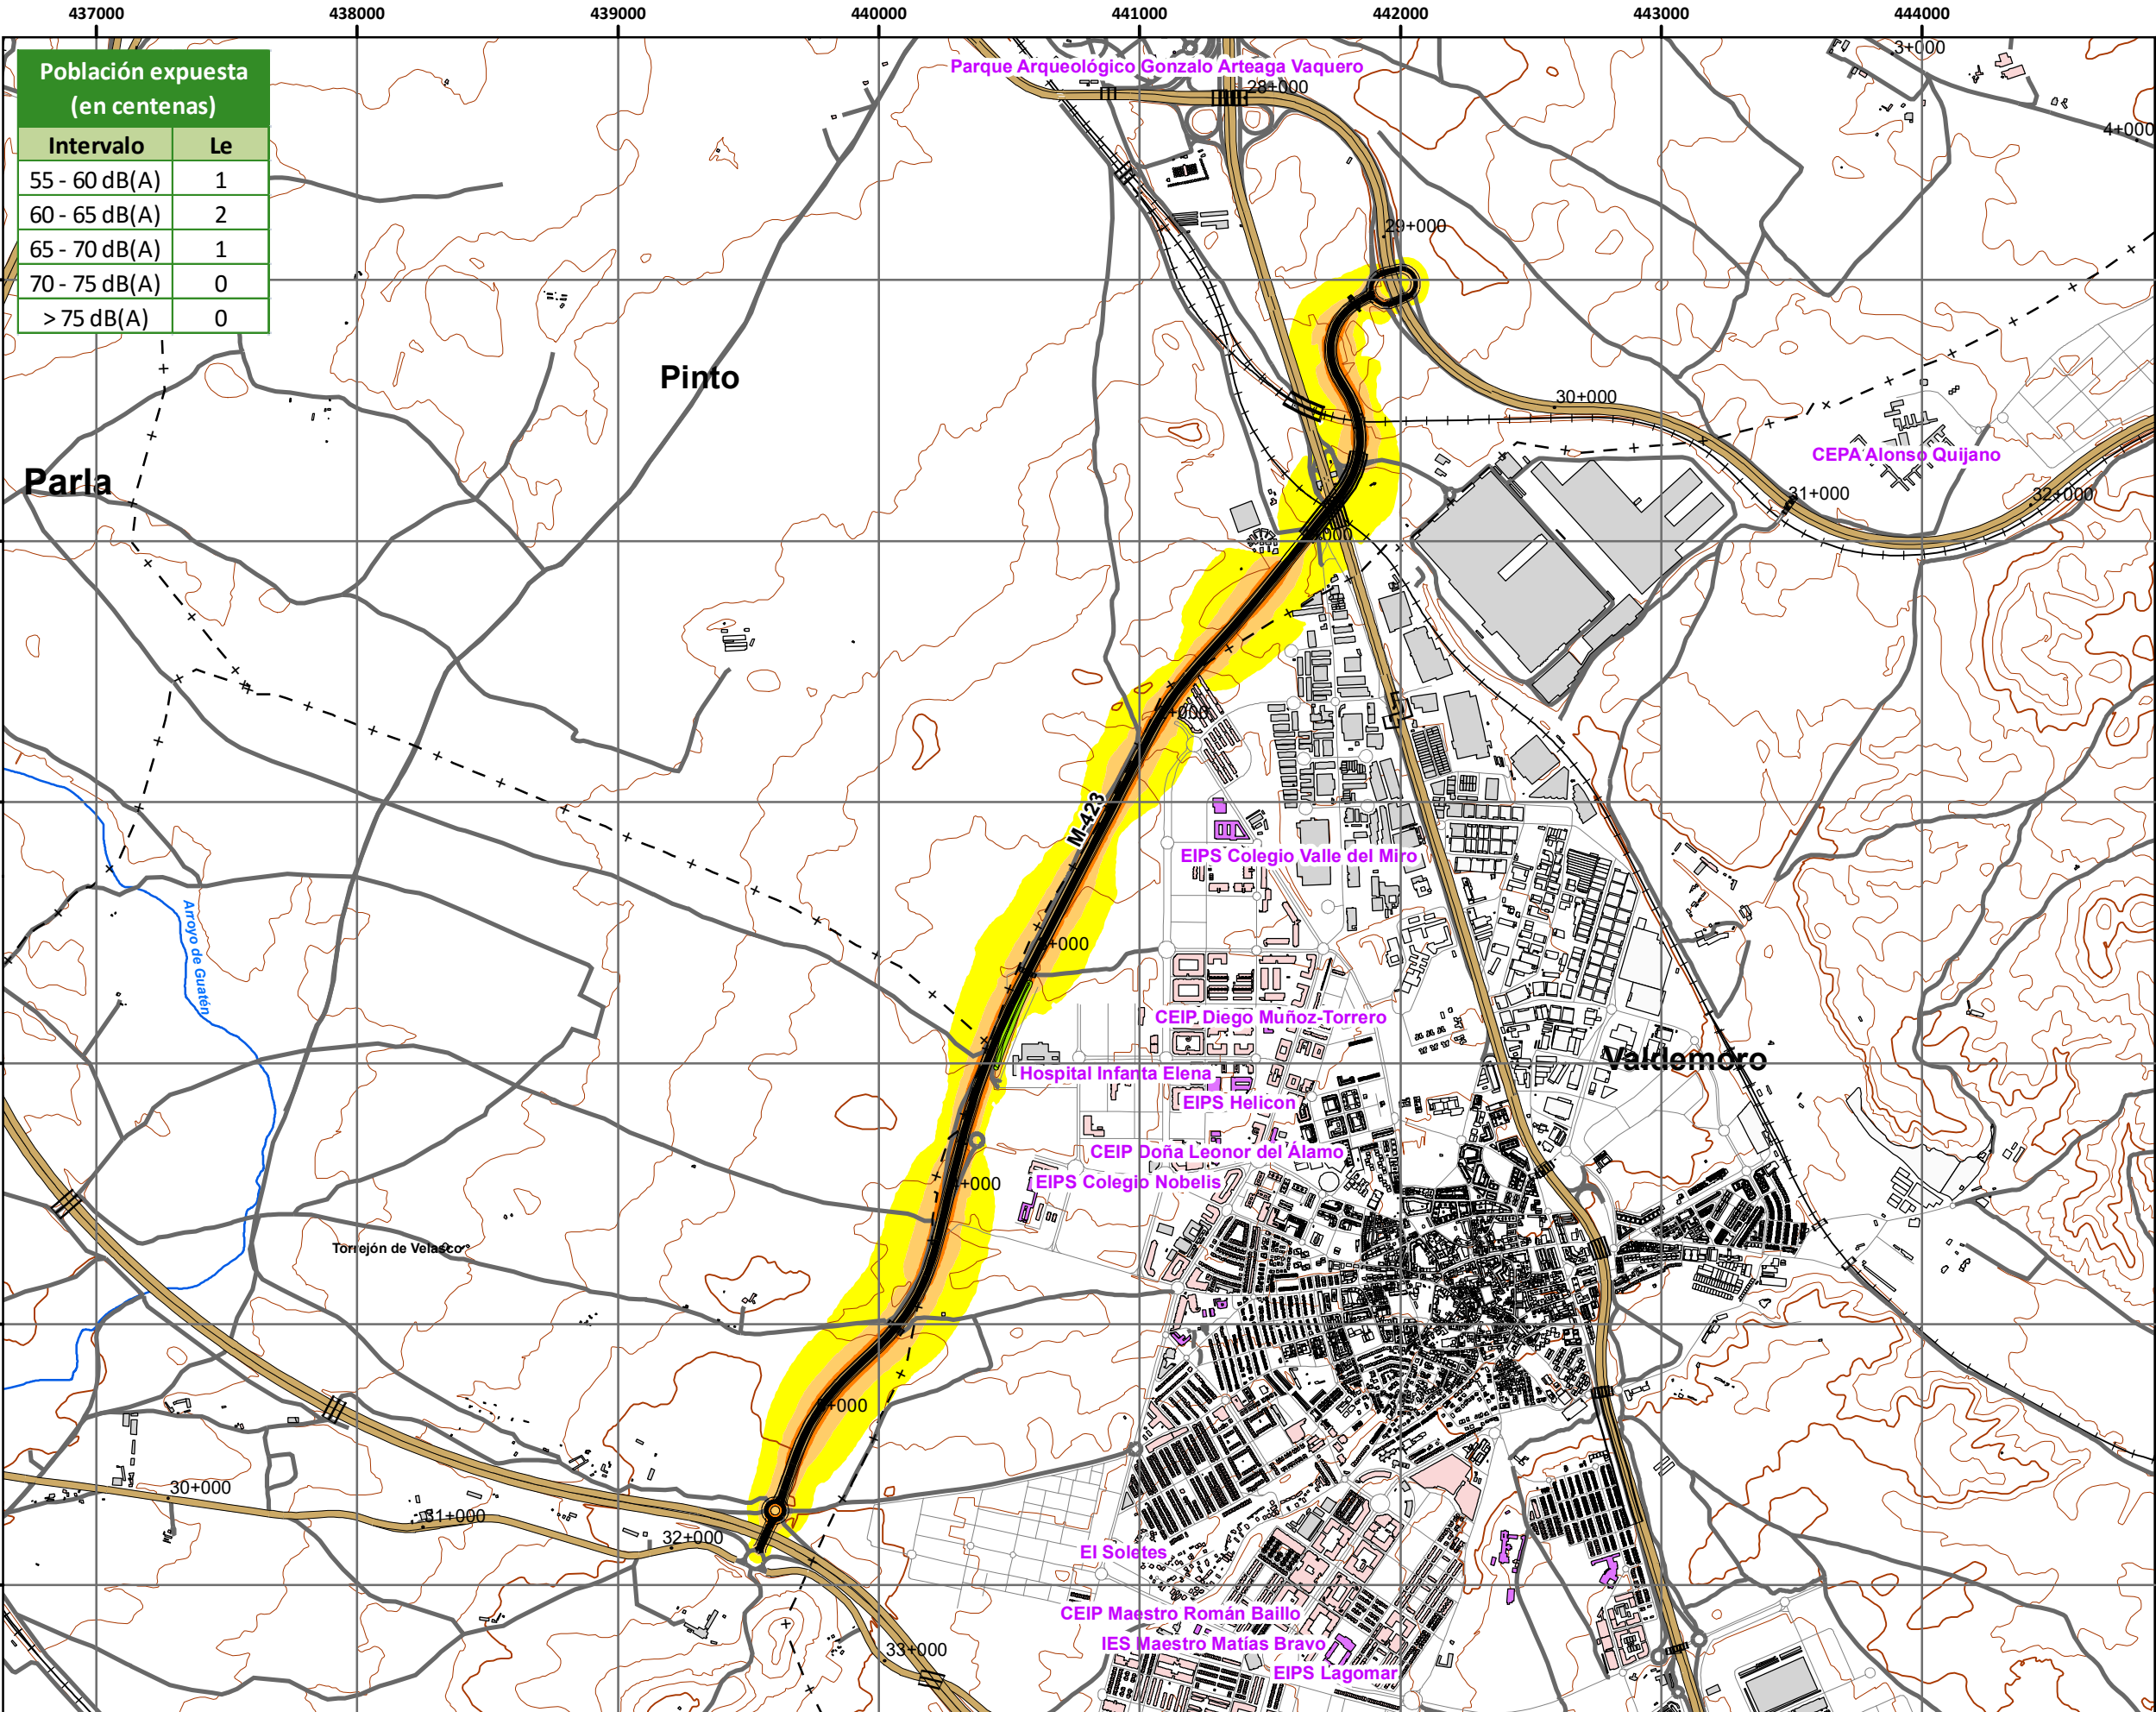 437000 438000 439000 440000 441000 442000 443000 444000
Población expuesta
(en centenas)
Intervalo Le
55 - 60 dB(A) 1
60 - 65 dB(A) 2
65 - 70 dB(A) 1
70 - 75 dB(A) 0
> 75 dB(A) 0
3+000
Parque Arqueológico Gonzalo Arteaga Vaquero
28+000
4+000
29+000
Pinto
30+000
CEPA Alonso Quijano
Parla
31+000
32+000
+000
+000
M-423
EIPS Colegio Valle del Miro
Arroyo de Guatén
+000
CEIP Diego Muñoz-Torrero
Valdemoro
Hospital Infanta Elena
EIPS Helicon
CEIP Doña Leonor del Álamo
EIPS Colegio Nobelis
+000
Torrejón de Velasco
+000
30+000
31+000
32+000
EI Soletes
CEIP Maestro Román Baillo
IES Maestro Matías Bravo
33+000
EIPS Lagomar